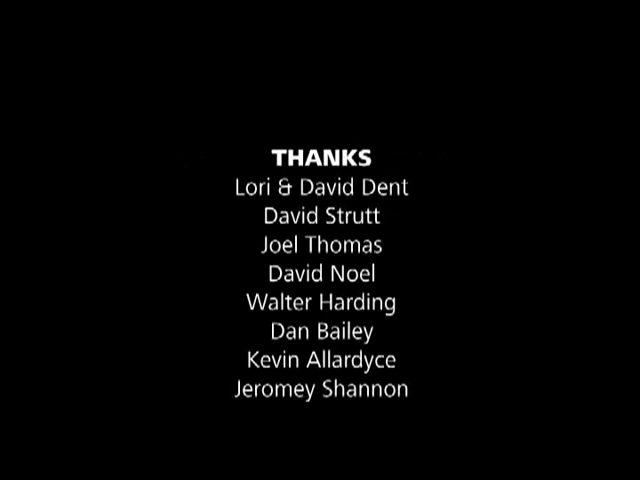 THANKS
Lori & David Dent
David Strutt
Joel Thomas
David Noel
Walter Harding
Dan Bailey
Kevin Allardyce
Jeromey Shannon